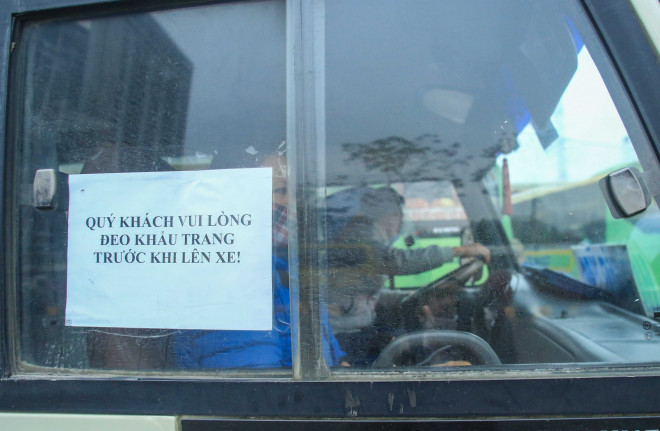 QUÝ KHÁCH VUI LÒNG
ĐEO KHẨU TRANG
TRƯỚC KHI LÊN XE!